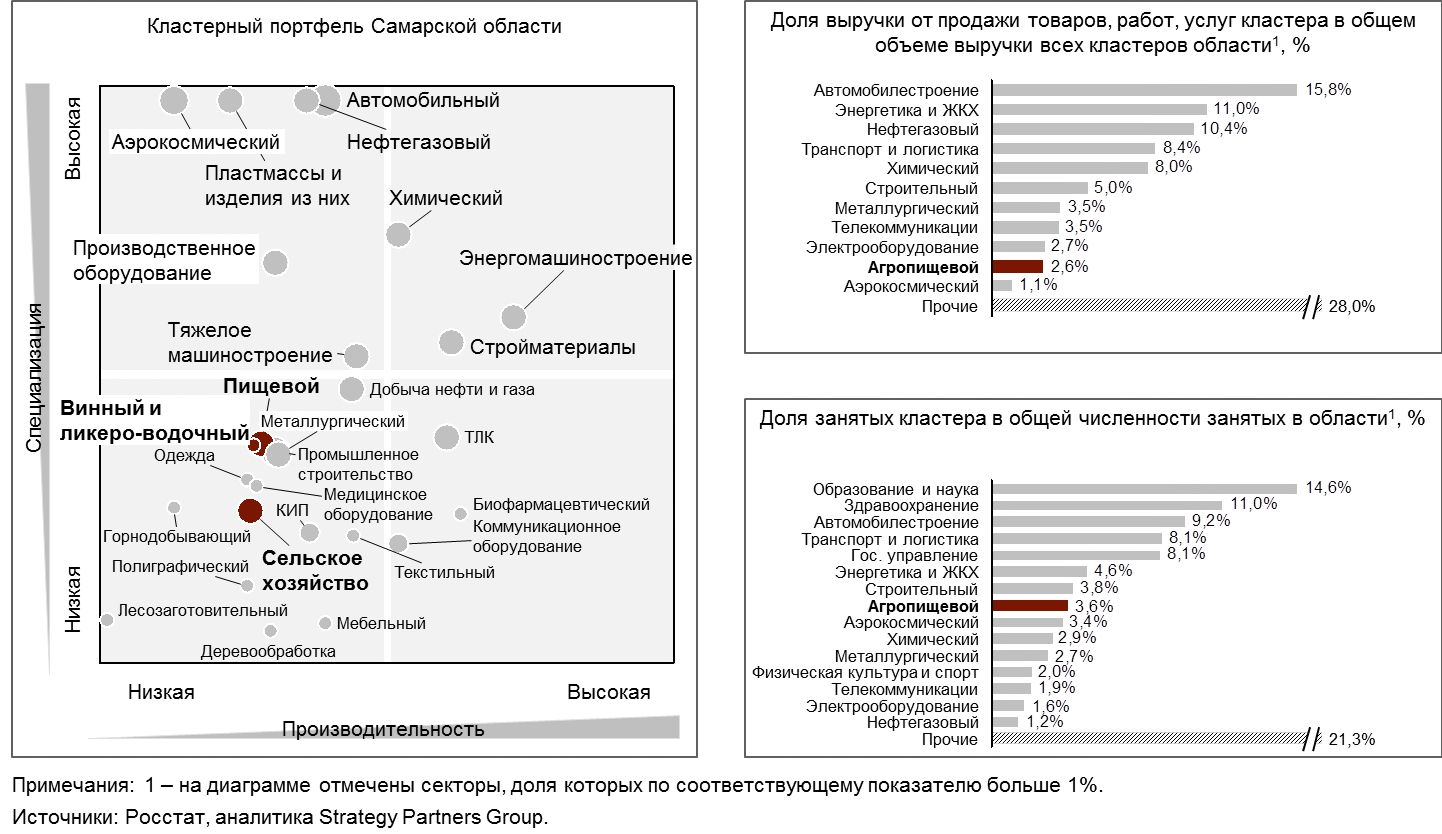 Кластерный портфель Самарской области
Специализация
Высокая
Низкая
Автомобильный
Аэрокосмический
Нефтегазовый
Пластмассы и
изделия из них
Химический
Производственное
оборудование
Энергомашиностроение
Тяжелое
машиностроение
Стройматериалы
Пищевой
Добыча нефти и газа
Винный и
ликеро-водочный
Металлургический
ТЛК
Одежда
Промышленное
строительство
Медицинское
оборудование
КИП
Биофармацевтический
Коммуникационное
оборудование
Горнодобывающий
Сельское
хозяйство
Текстильный
Полиграфический
Лесозаготовительный
Мебельный
Деревообработка
Низкая
Высокая
Производительность
Доля выручки от продажи товаров, работ, услуг кластера в общем
объеме выручки всех кластеров области1, %
Автомобилестроение 15,8%
Энергетика и ЖКХ 11,0%
Нефтегазовый 10,4%
Транспорт и логистика 8,4%
Химический 8,0%
Строительный 5,0%
Металлургический 3,5%
Телекоммуникации 3,5%
Электрооборудование 2,7%
Агропищевой 2,6%
Аэрокосмический 1,1%
Прочие 28,0%
Доля занятых кластера в общей численности занятых в области1, %
Образование и наука 14,6%
Здравоохранение 11,0%
Автомобилестроение 9,2%
Транспорт и логистика 8,1%
Гос. управление 8,1%
Энергетика и ЖКХ 4,6%
Строительный 3,8%
Агропищевой 3,6%
Аэрокосмический 3,4%
Химический 2,9%
Металлургический 2,7%
Физическая культура и спорт 2,0%
Телекоммуникации 1,9%
Электрооборудование 1,6%
Нефтегазовый 1,2%
Прочие 21,3%
Примечания: 1 – на диаграмме отмечены секторы, доля которых по соответствующему показателю больше 1%.
Источники: Росстат, аналитика Strategy Partners Group.